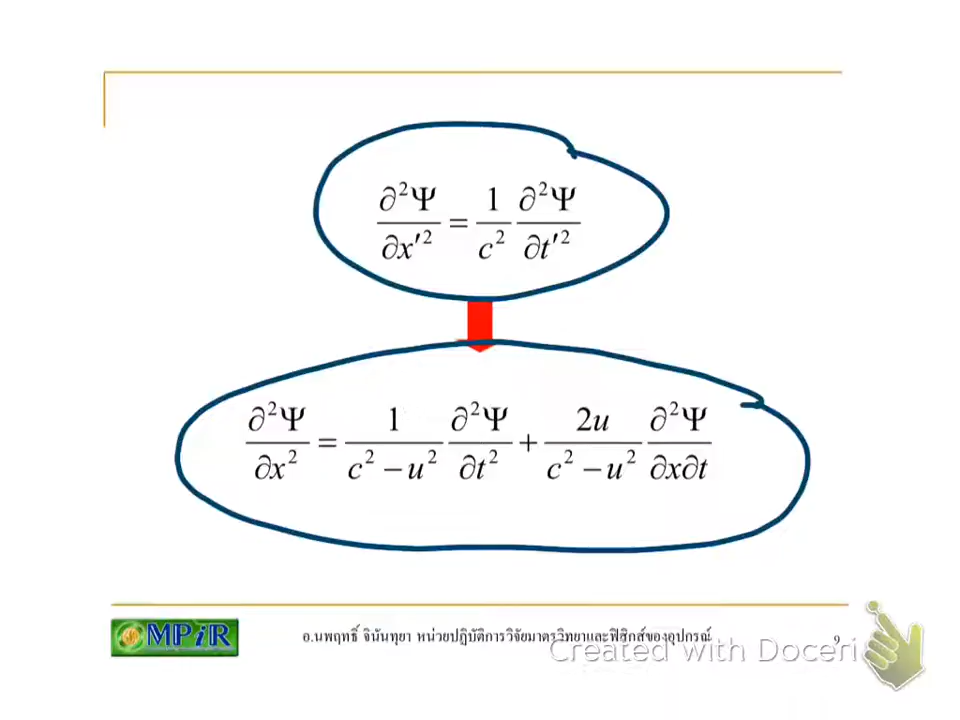 ∂²Ψ/∂x′² = 1/c² ∂²Ψ/∂t′²
∂²Ψ/∂x² = 1/(c² − u²) ∂²Ψ/∂t² + 2u/(c² − u²) ∂²Ψ/∂x∂t
MPiR
อ.นพฤทธิ์ จินันทุยา หน่วยปฏิบัติการวิจัยมาตรวิทยาและฟิสิกส์ของอุปกรณ์
9
Created with Doceri